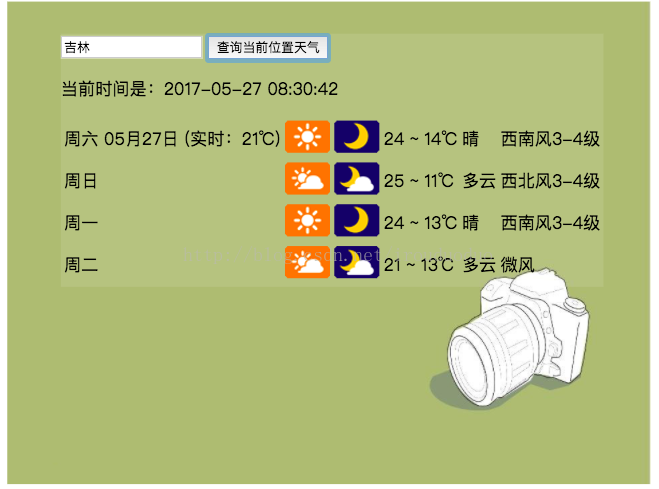 吉林 查询当前位置天气
当前时间是：2017-05-27 08:30:42
周六 05月27日 (实时：21℃) 24 ~ 14℃ 晴 西南风3-4级
周日 25 ~ 11℃ 多云 西北风3-4级
周一 24 ~ 13℃ 晴 西南风3-4级
周二 21 ~ 13℃ 多云 微风